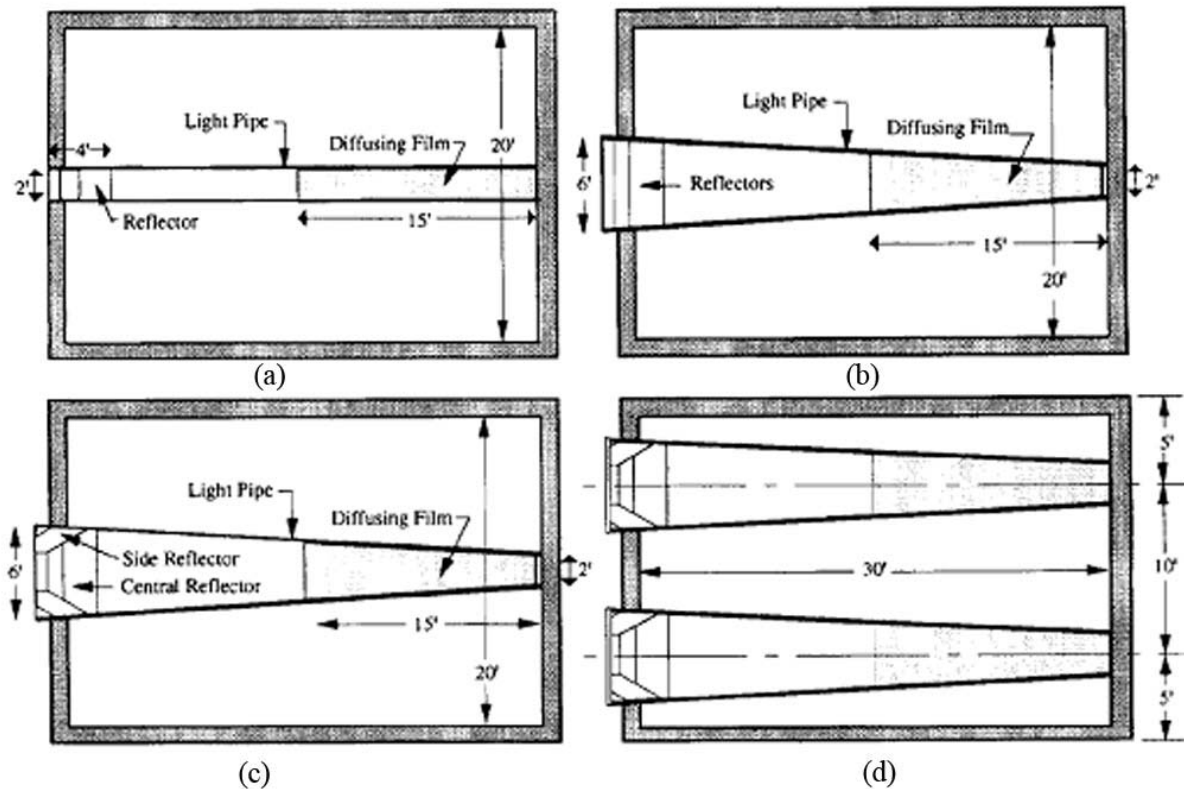 Light Pipe
Diffusing Film
20'
4'
2'
Reflector
15'
(a)
Light Pipe
Diffusing Film
6'
Reflectors
2'
15'
20'
(b)
Light Pipe
Diffusing Film
Side Reflector
6'
Central Reflector
2'
15'
20'
(c)
5'
30'
10'
5'
(d)